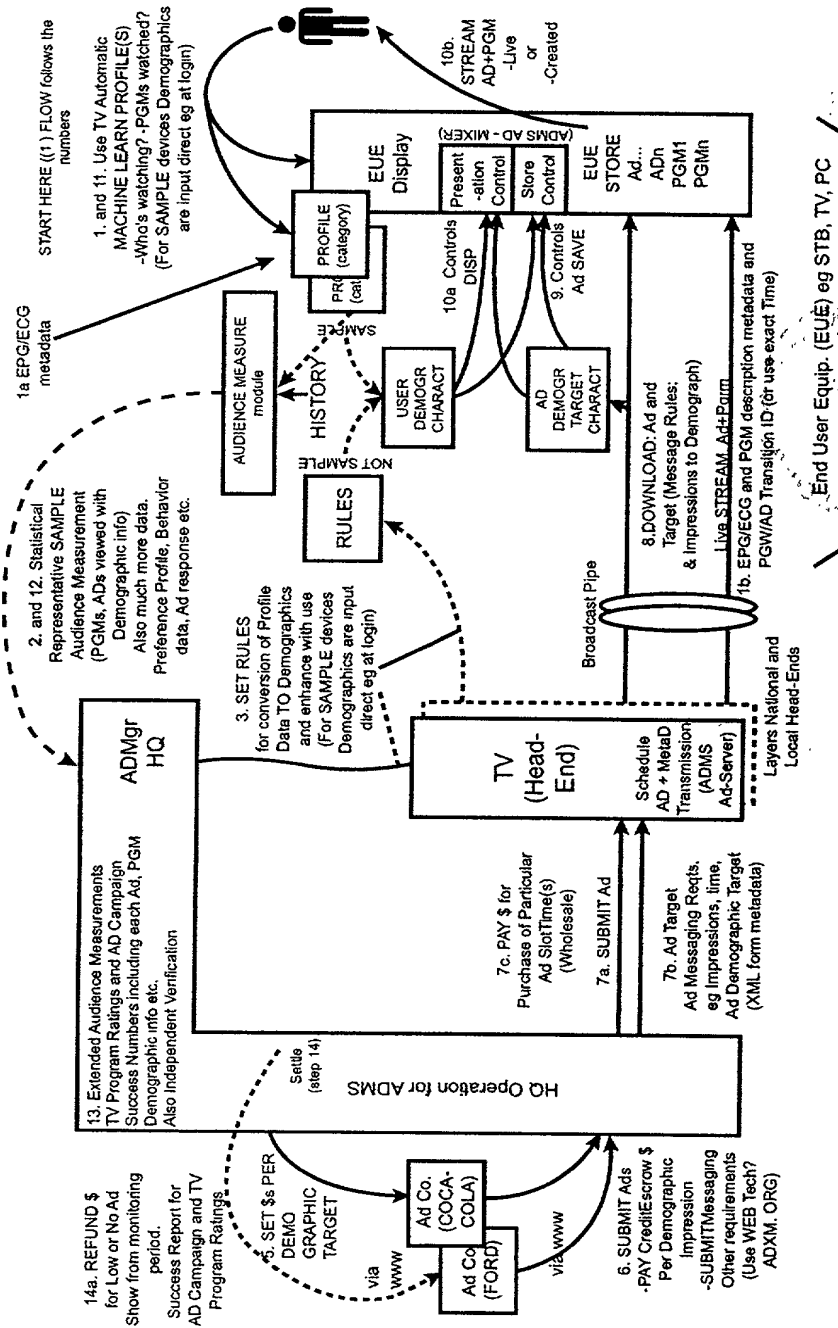 START HERE ((1) FLOW follows the
numbers
1a EPG/ECG
metadata
1. and 11. Use TV Automatic
MACHINE LEARN PROFILE(S)
-Who's watching? -PGMs watched?
(For SAMPLE devices Demographics
are input direct eg at login)
10b.
STREAM
AD+PGM
-Live
or
-Created
EUE
Display
Present
-ation
Control
Store
Control
(ADMS AD - MIXER)
EUE
STORE
Ad...
ADn
PGM1
PGMn
PROFILE
(category)
PR
(cat
SAMPLE
AUDIENCE MEASURE
module
HISTORY
USER
DEMOGR
CHARACT
NOT SAMPLE
RULES
AD
DEMOGR
TARGET
CHARACT
10a Controls
DISP
9. Controls
Ad SAVE
2. and 12. Statistical
Representative SAMPLE
Audience Measurement
(PGMs, ADs viewed with
Demographic info)
Also much more data.
Preference Profile, Behavior
data, Ad response etc.
3. SET RULES
for conversion of Profile
Data TO Demographics
and enhance with use
(For SAMPLE devices
Demographics are input
direct eg at login)
Broadcast Pipe
8.DOWNLOAD: Ad and
Target (Message Rules;
& Impressions to Demograph)
Live STREAM Ad+Pgrm
1b. EPG/ECG and PGM description metadata and
PGW/AD Transition ID (or use exact Time)
End User Equip. (EUE) eg STB, TV, PC
ADMgr
HQ
TV
(Head-
End)
Schedule
AD + MetaD
Transmission
(ADMS
Ad-Server)
Layers National and
Local Head-Ends
13. Extended Audience Measurements
TV Program Ratings and AD Campaign
Success Numbers including each Ad, PGM
Demographic info etc.
Also Independent Verification
7c. PAY $ for
Purchase of Particular
Ad SlotTime(s)
(Wholesale)
7a. SUBMIT Ad
7b. Ad Target
Ad Messaging Reqts.
eg Impressions, time,
Ad Demographic Target
(XML form metadata)
Settle
(step 14)
HQ Operation for ADMS
14a. REFUND $
for Low or No Ad
Show from monitoring
period.
Success Report for
AD Campaign and TV
Program Ratings
5. SET $s PER
DEMO
GRAPHIC
TARGET
via
www
Ad Co.
(COCA-
COLA)
Ad Co
(FORD)
via www
6. SUBMIT Ads
-PAY CreditEscrow $
Per Demographic
Impression
-SUBMITMessaging
Other requirements
(Use WEB Tech?
ADXM. ORG)